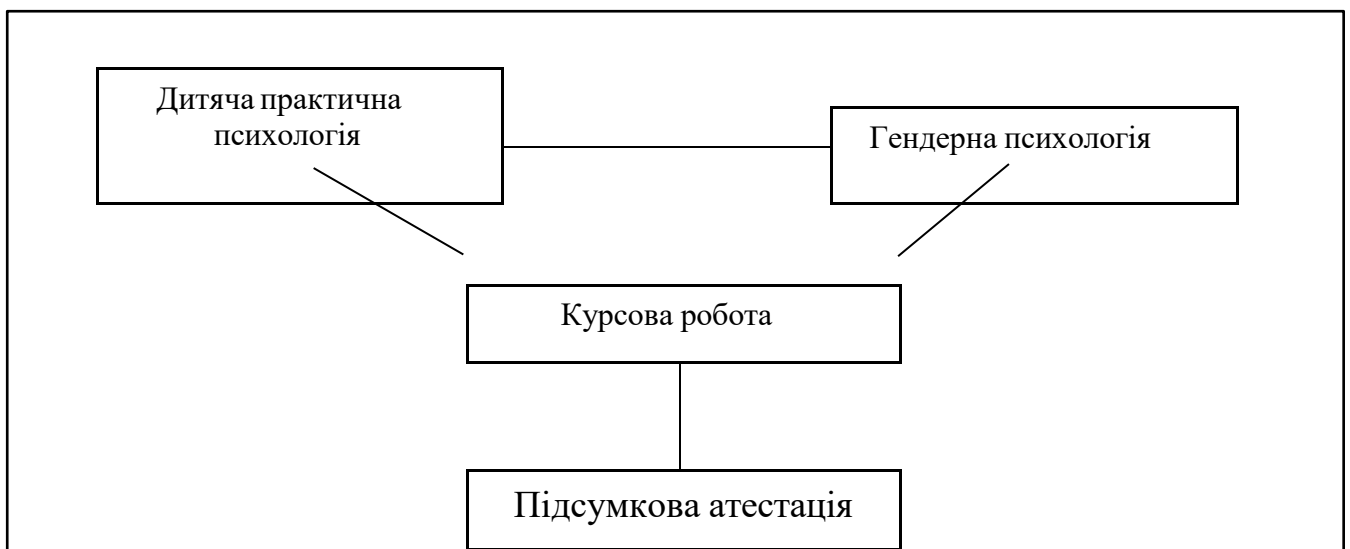 Дитяча практична
психологія
Гендерна психологія
Курсова робота
Підсумкова атестація